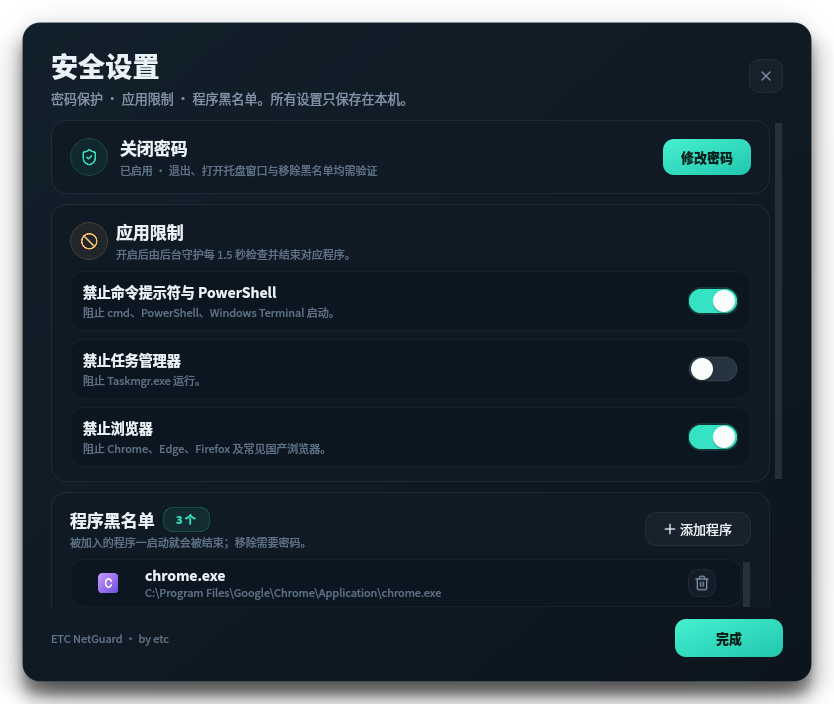 安全设置
密码保护 · 应用限制 · 程序黑名单。所有设置只保存在本机。
关闭密码
已启用 · 退出、打开托盘窗口与移除黑名单均需验证
修改密码
应用限制
开启后由后台守护每 1.5 秒检查并结束对应程序。
禁止命令提示符与 PowerShell
阻止 cmd、PowerShell、Windows Terminal 启动。
禁止任务管理器
阻止 Taskmgr.exe 运行。
禁止浏览器
阻止 Chrome、Edge、Firefox 及常见国产浏览器。
程序黑名单
3 个
被加入的程序一启动就会被结束；移除需要密码。
+ 添加程序
C
chrome.exe
C:\Program Files\Google\Chrome\Application\chrome.exe
ETC NetGuard · by etc
完成